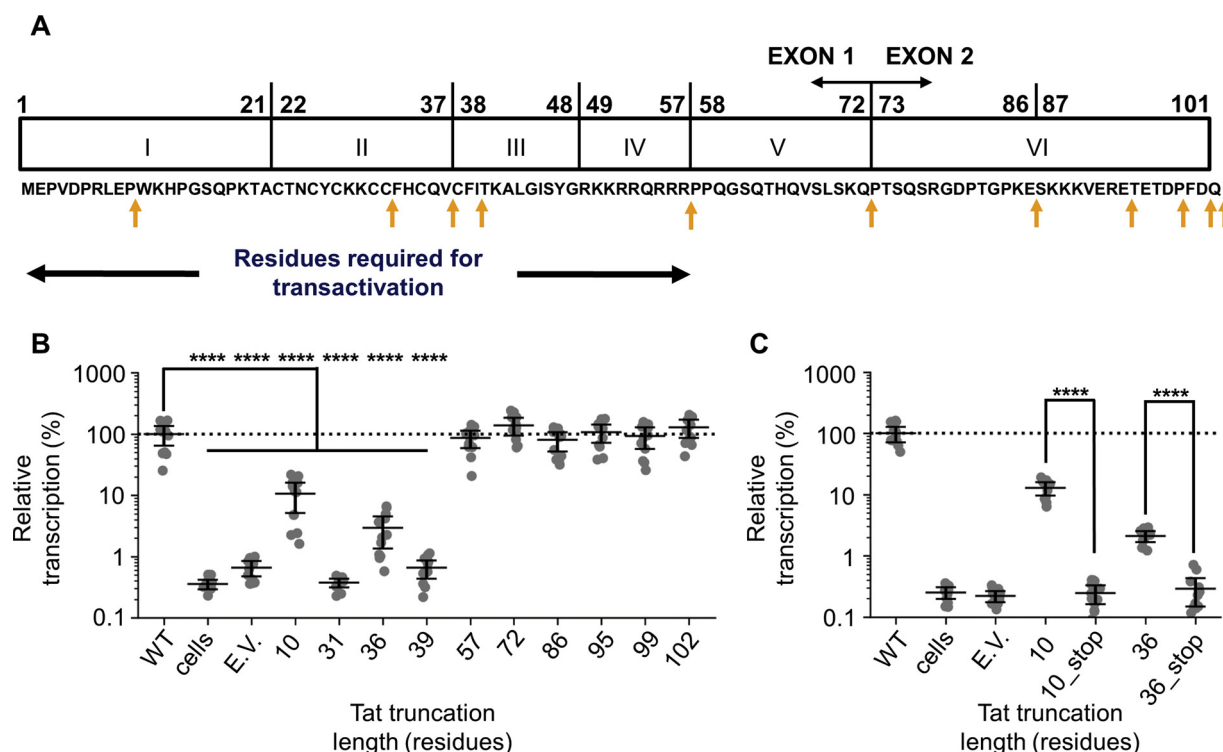 A
EXON 1 EXON 2
1 21 22 37 38 48 49 57 58 72 73 86 87 101
I II III IV V VI
MEPVDPRLEPWKHPGSQPKTACTNCYCKKCCFHCQVCFITKALGISYGRKKRRQRRRPPQGSQTHQVSLSKQPTSQSRGDPTGPKESKKKVERETETDPFDQ
Residues required for
transactivation
B
**** **** **** **** **** ****
1000
100
10
1
0.1
Relative
transcription (%)
WT cells E.V. 10 31 36 39 57 72 86 95 99 102
Tat truncation
length (residues)
C
**** ****
1000
100
10
1
0.1
Relative
transcription (%)
WT cells E.V. 10 10_stop 36 36_stop
Tat truncation
length (residues)